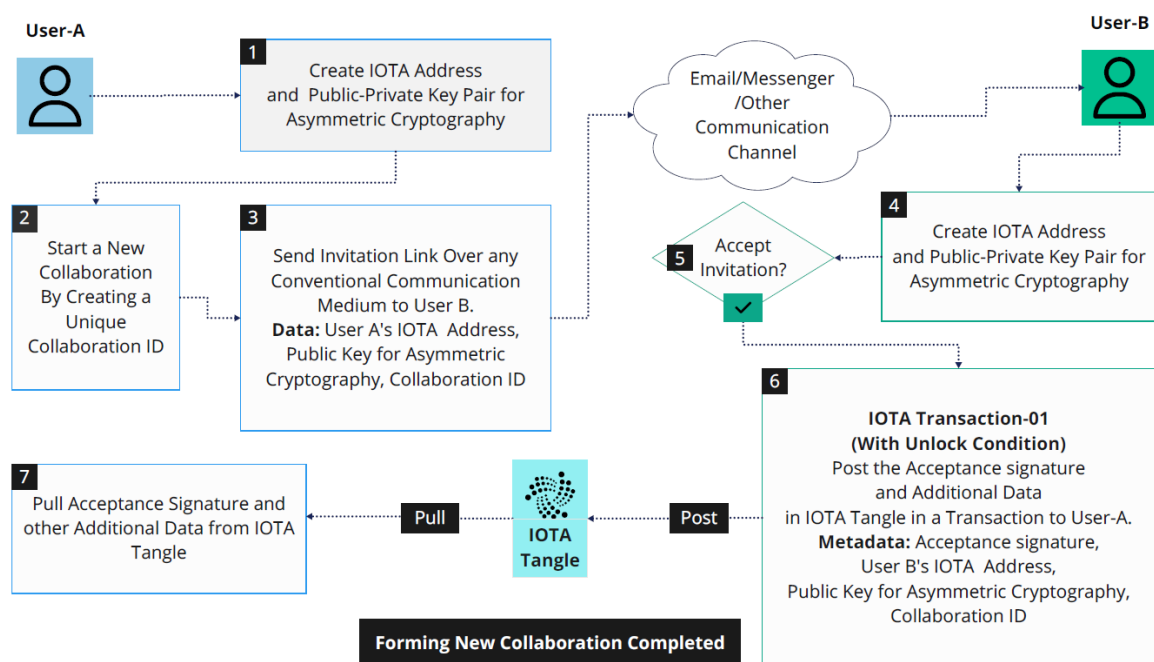 User-A
User-B
1
Create IOTA Address
and Public-Private Key Pair for
Asymmetric Cryptography
Email/Messenger
/Other
Communication
Channel
2
Start a New
Collaboration
By Creating a
Unique
Collaboration ID
3
Send Invitation Link Over any
Conventional Communication
Medium to User B.
Data: User A's IOTA Address,
Public Key for Asymmetric
Cryptography, Collaboration ID
4
Create IOTA Address
and Public-Private Key Pair for
Asymmetric Cryptography
5
Accept
Invitation?
6
IOTA Transaction-01
(With Unlock Condition)
Post the Acceptance signature
and Additional Data
in IOTA Tangle in a Transaction to User-A.
Metadata: Acceptance signature,
User B's IOTA Address,
Public Key for Asymmetric Cryptography,
Collaboration ID
7
Pull Acceptance Signature and
other Additional Data from IOTA
Tangle
Pull
IOTA
Tangle
Post
Forming New Collaboration Completed